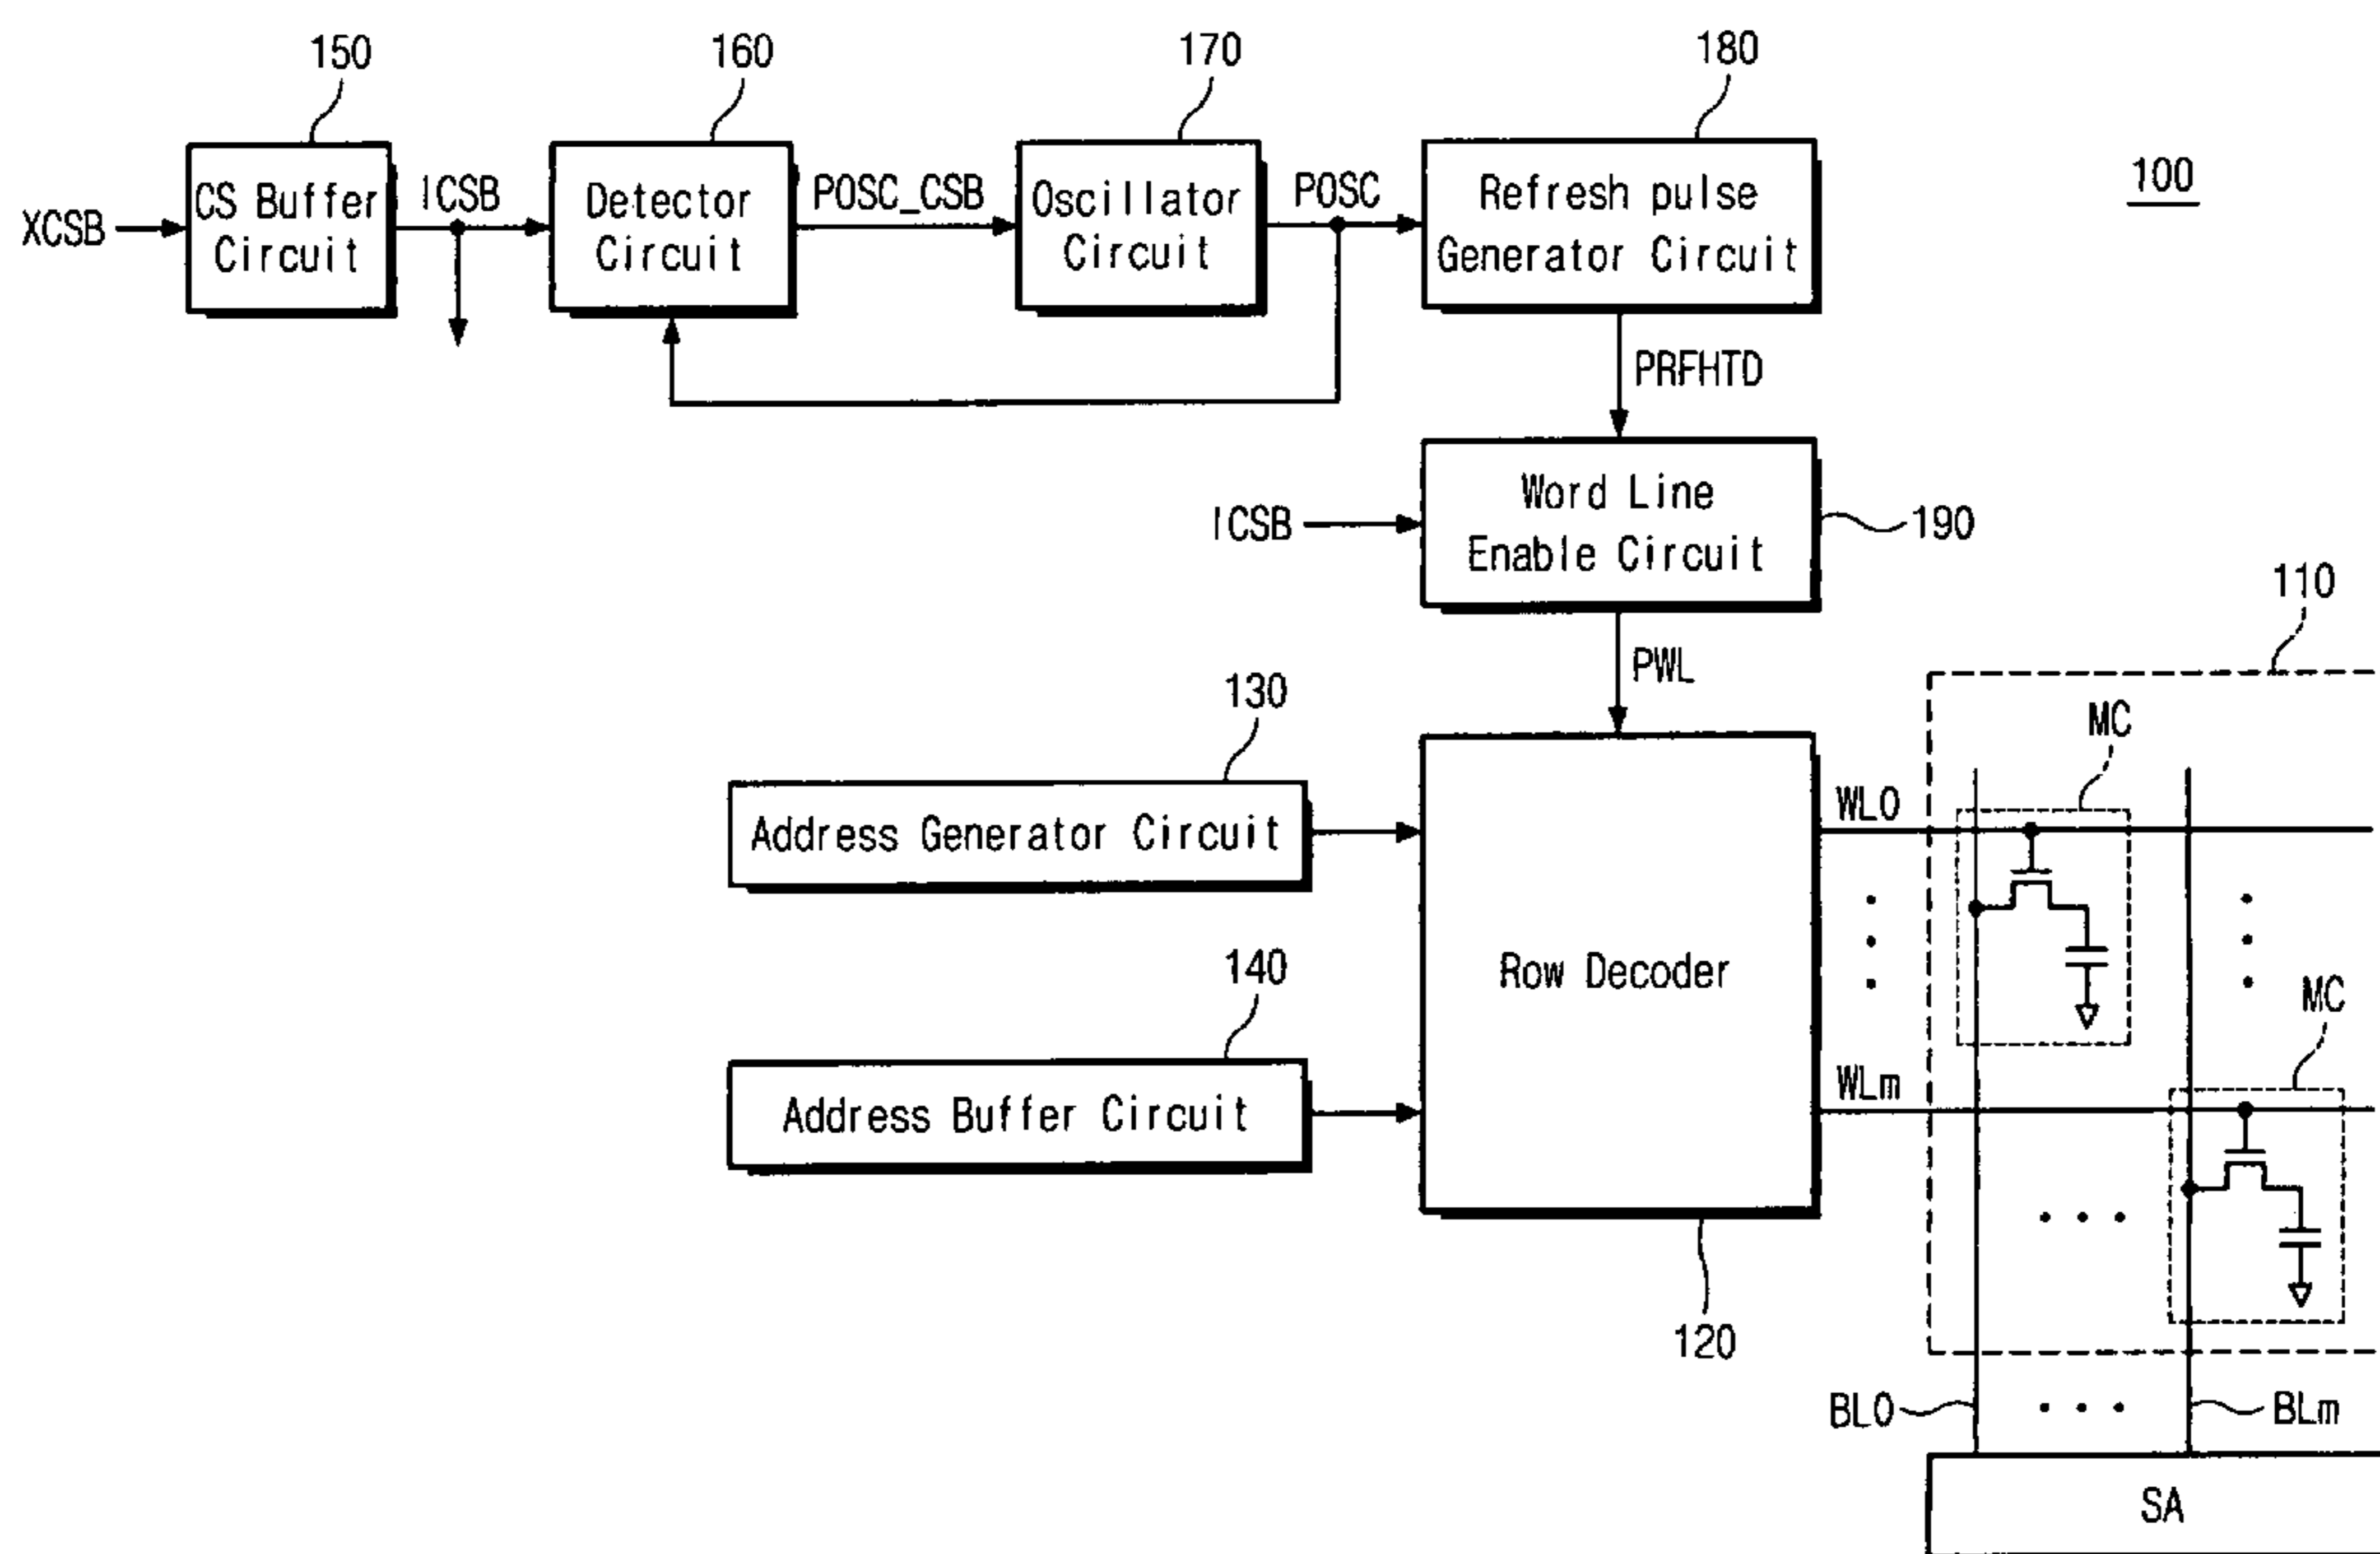 150
160
170
180
100
XCSB
CS Buffer
Circuit
ICSB
Detector
Circuit
POSC_CSB
Oscillator
Circuit
POSC
Refresh pulse
Generator Circuit
PRFHTD
ICSB
Word Line
Enable Circuit
190
110
PWL
130
MC
Address Generator Circuit
WL0
140
Row Decoder
MC
Address Buffer Circuit
WLm
120
BL0
BLm
SA